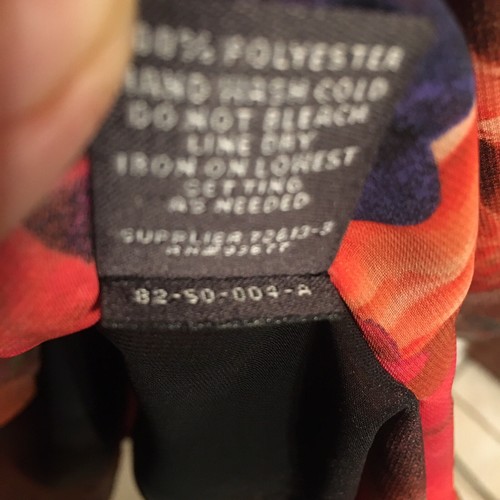 100% POLYESTER
HAND WASH COLD
DO NOT BLEACH
LINE DRY
IRON ON LOWEST
SETTING
AS NEEDED
SUPPLIER
82-50-004-A